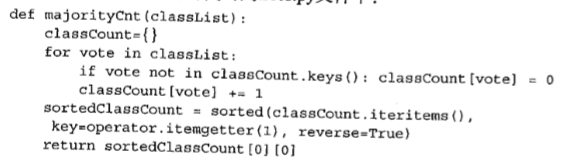 def majorityCnt(classList):
    classCount={}
    for vote in classList:
        if vote not in classCount.keys(): classCount[vote] = 0
        classCount[vote] += 1
    sortedClassCount = sorted(classCount.iteritems(),
     key=operator.itemgetter(1), reverse=True)
    return sortedClassCount[0][0]